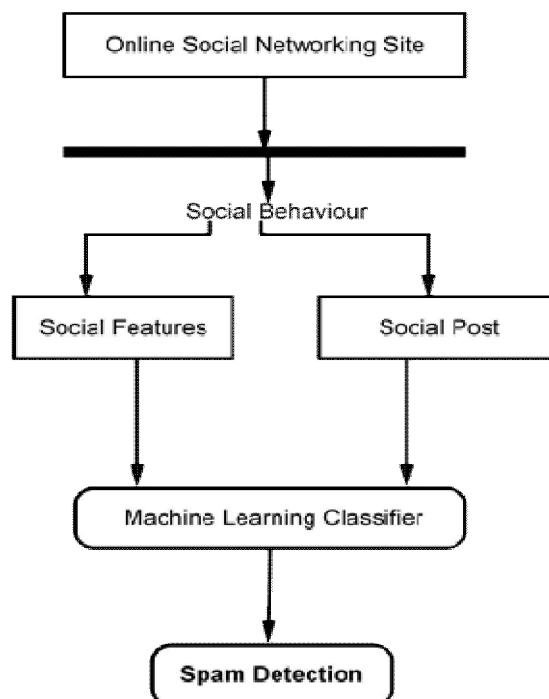 Online Social Networking Site
Social Behaviour
Social Features
Social Post
Machine Learning Classifier
Spam Detection